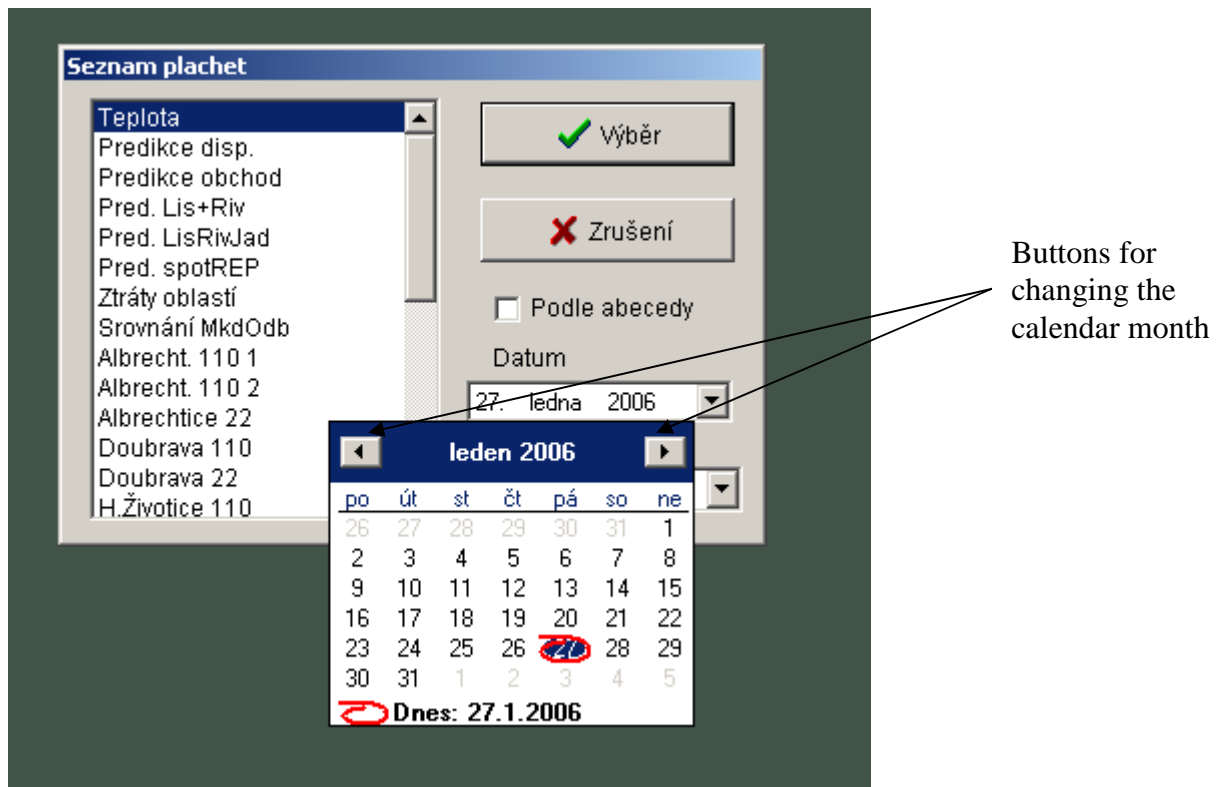 Seznam plachet
Teplota
Predikce disp.
Predikce obchod
Pred. Lis+Riv
Pred. LisRivJad
Pred. spotREP
Ztráty oblastí
Srovnání MkdOdb
Albrecht. 110 1
Albrecht. 110 2
Albrechtice 22
Doubrava 110
Doubrava 22
H.Životice 110
Výběr
Zrušení
Podle abecedy
Datum
27. ledna 2006
leden 2006
po út st čt pá so ne
26 27 28 29 30 31 1
2 3 4 5 6 7 8
9 10 11 12 13 14 15
16 17 18 19 20 21 22
23 24 25 26 27 28 29
30 31 1 2 3 4 5
Dnes: 27.1.2006
Buttons for
changing the
calendar month